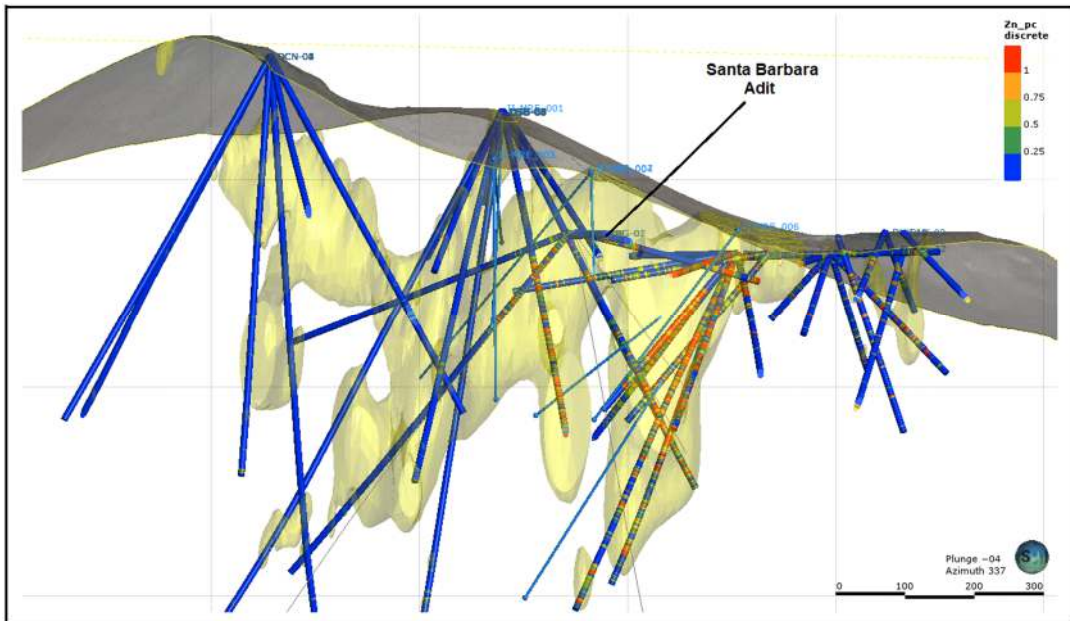 Zn_pc
discrete
1
0.75
0.5
0.25
Santa Barbara
Adit
Plunge −04
Azimuth 337
0 100 200 300